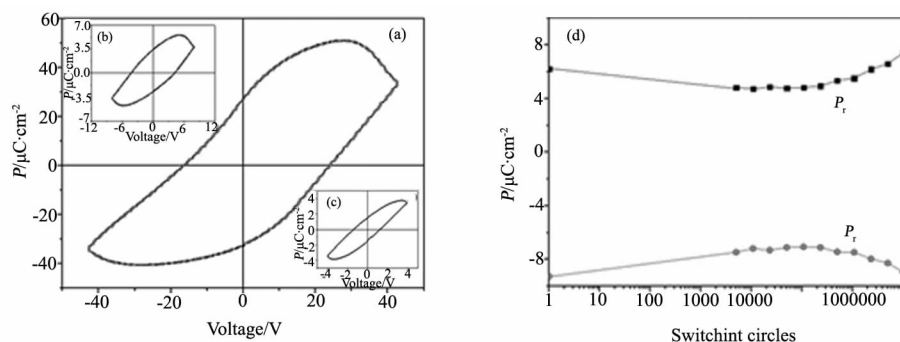 (a)
60
40
20
0
-20
-40
P/μC·cm-2
-40 -20 0 20 40
Voltage/V
(b)
7.0
3.5
0.0
-3.5
-7
P/μC·cm-2
-12 -6 0 6 12
Voltage/V
(c)
4
2
0
-2
-4
P/μC·cm-2
-4 -2 0 2 4
Voltage/V
(d)
8
4
0
-4
-8
P/μC·cm-2
Pr
Pr
1 10 100 1000 10000 1000000
Switchint circles